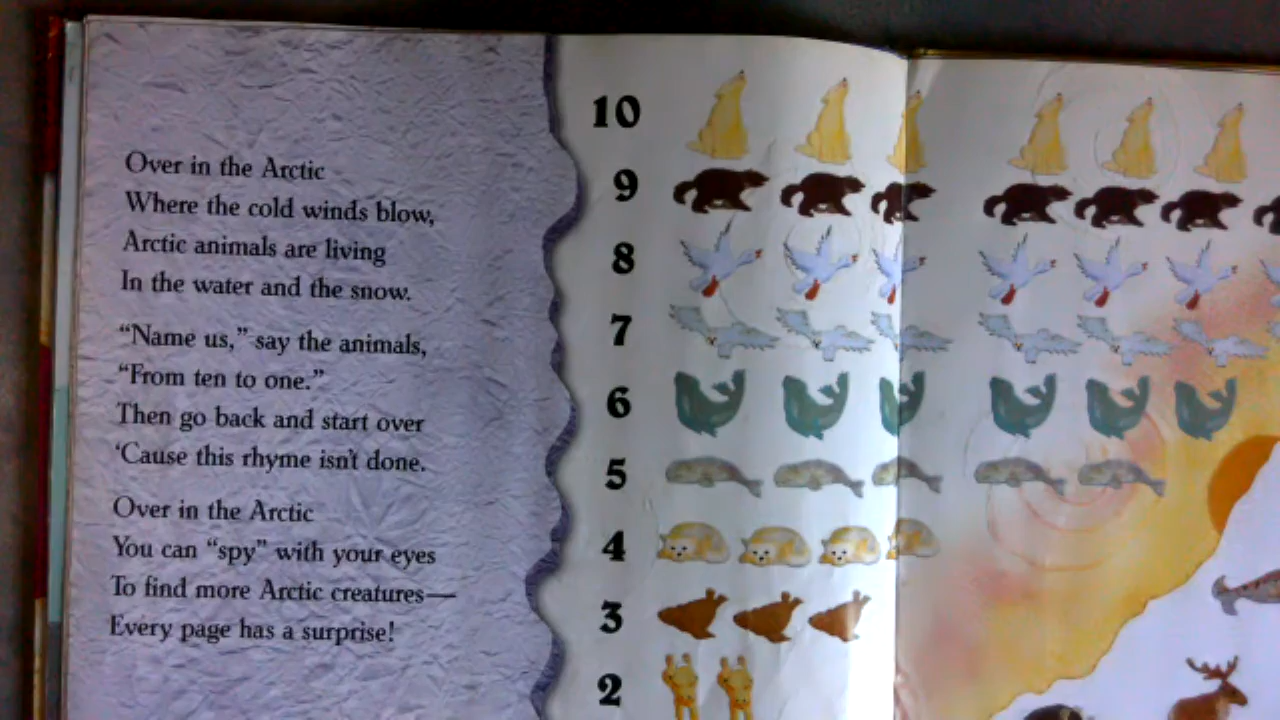 Over in the Arctic
Where the cold winds blow,
Arctic animals are living
In the water and the snow.
“Name us,” say the animals,
“From ten to one.”
Then go back and start over
‘Cause this rhyme isn’t done.
Over in the Arctic
You can “spy” with your eyes
To find more Arctic creatures—
Every page has a surprise!
10
9
8
7
6
5
4
3
2